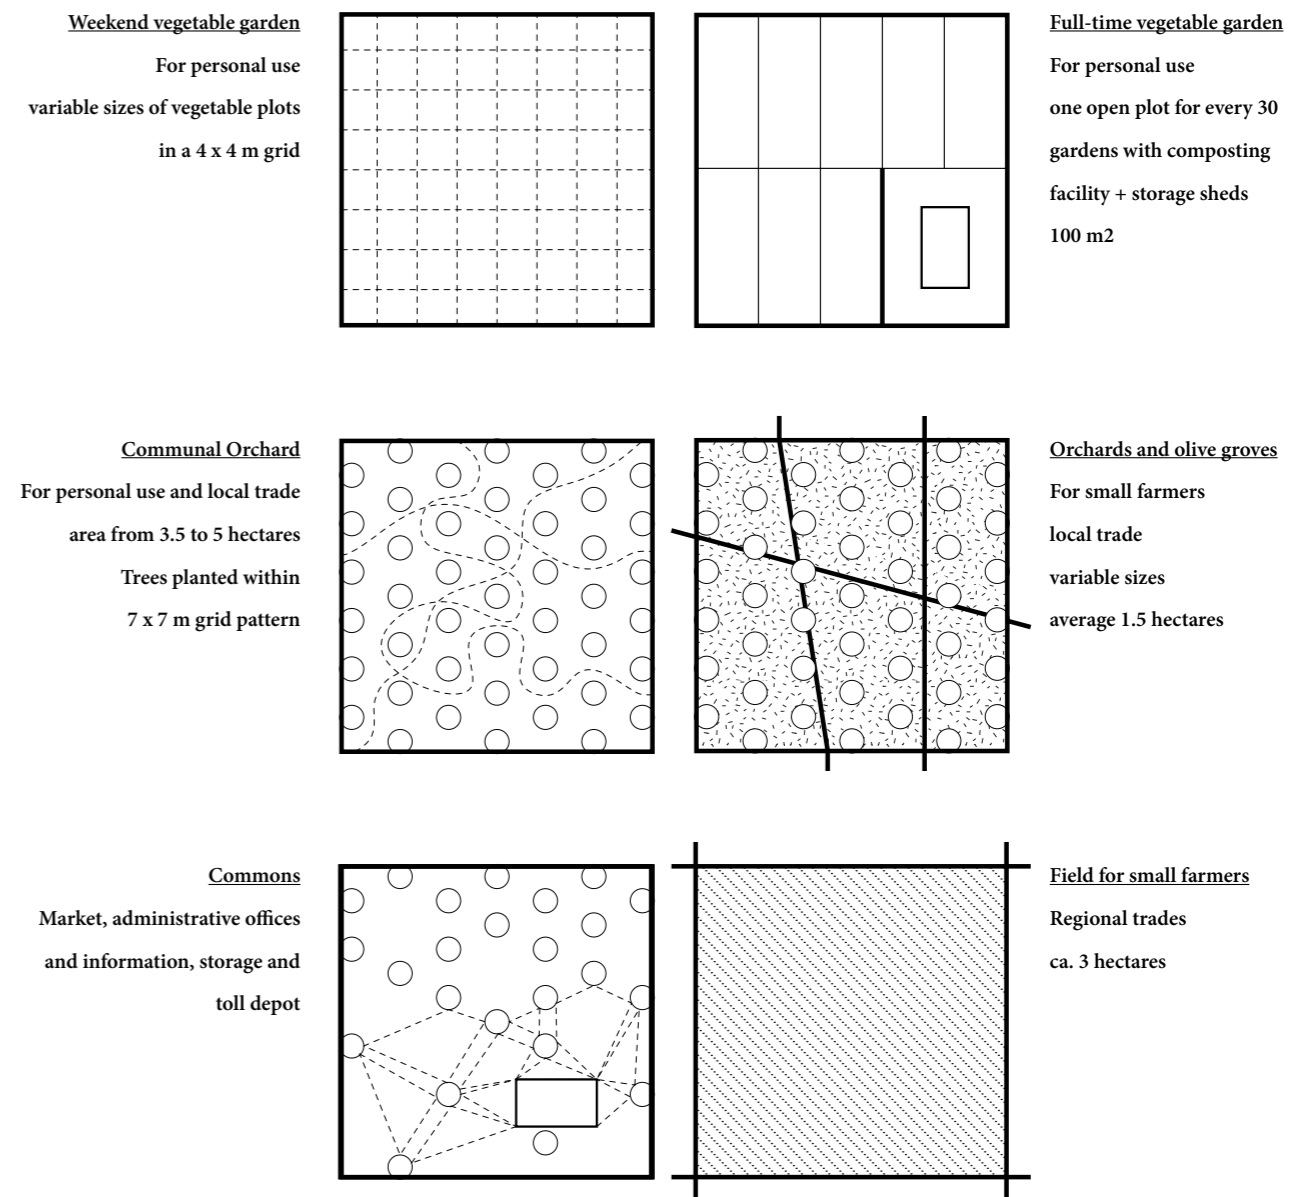 Weekend vegetable garden
For personal use
variable sizes of vegetable plots
in a 4 x 4 m grid
Full-time vegetable garden
For personal use
one open plot for every 30
gardens with composting
facility + storage sheds
100 m2
Communal Orchard
For personal use and local trade
area from 3.5 to 5 hectares
Trees planted within
7 x 7 m grid pattern
Orchards and olive groves
For small farmers
local trade
variable sizes
average 1.5 hectares
Commons
Market, administrative offices
and information, storage and
toll depot
Field for small farmers
Regional trades
ca. 3 hectares